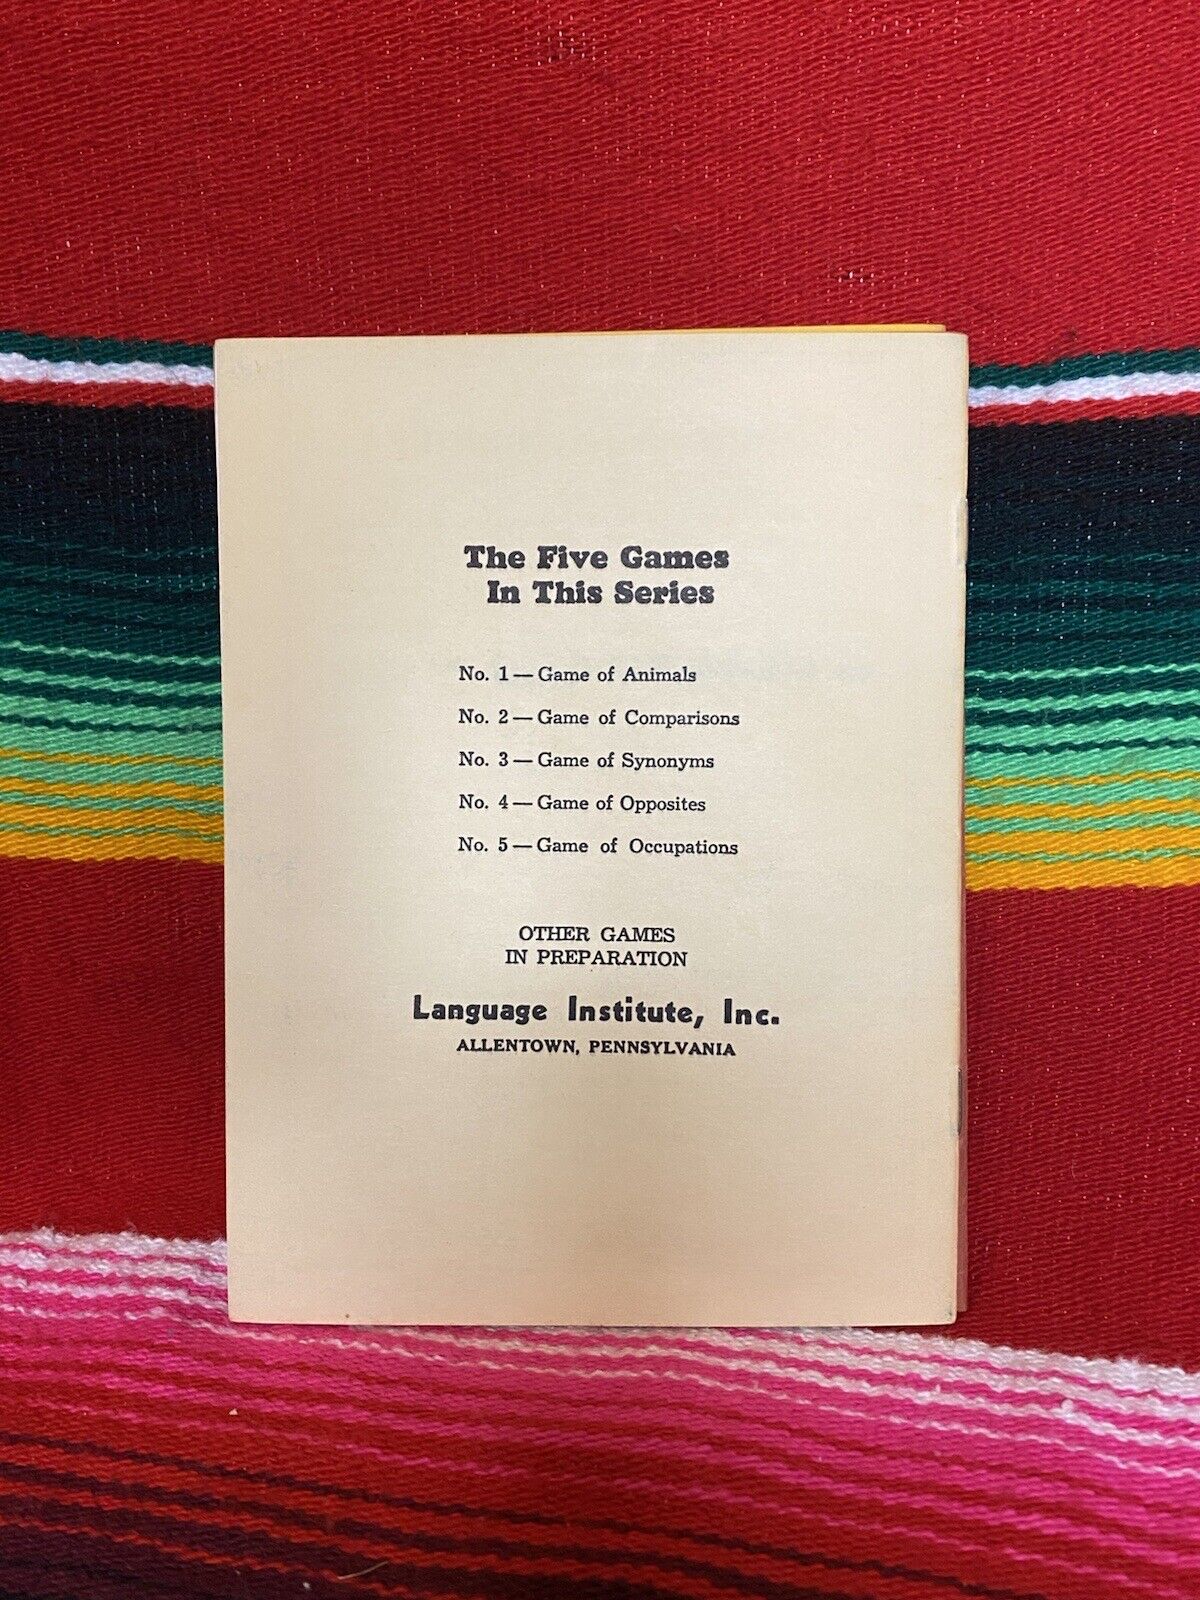 The Five Games
In This Series
No. 1 — Game of Animals
No. 2 — Game of Comparisons
No. 3 — Game of Synonyms
No. 4 — Game of Opposites
No. 5 — Game of Occupations
OTHER GAMES
IN PREPARATION
Language Institute, Inc.
ALLENTOWN, PENNSYLVANIA